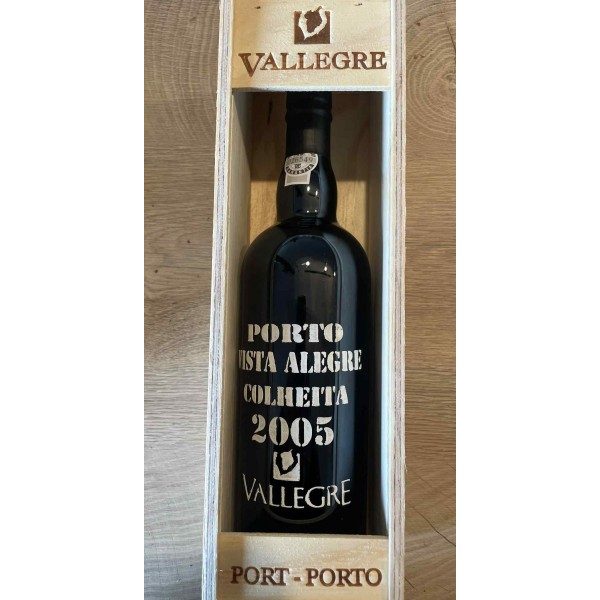 VALLEGRE
PORTO
VISTA ALEGRE
COLHEITA
2005
VALLEGRE
PORT - PORTO